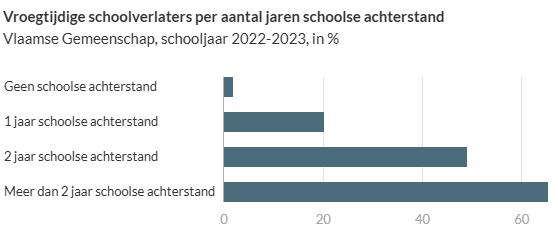 Vroegtijdige schoolverlaters per aantal jaren schoolse achterstand
Vlaamse Gemeenschap, schooljaar 2022-2023, in %
Geen schoolse achterstand
1 jaar schoolse achterstand
2 jaar schoolse achterstand
Meer dan 2 jaar schoolse achterstand
0 20 40 60